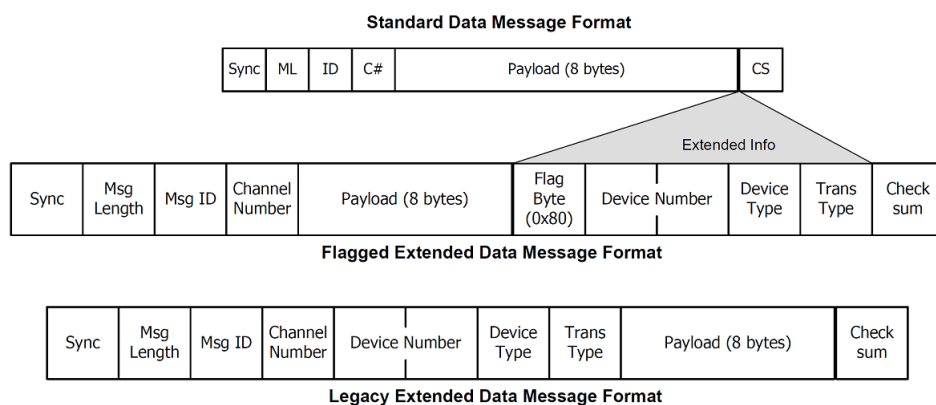 Standard Data Message Format
Sync ML ID C# Payload (8 bytes) CS
Extended Info
Sync Msg Length Msg ID Channel Number Payload (8 bytes) Flag Byte (0x80) Device Number Device Type Trans Type Check sum
Flagged Extended Data Message Format
Sync Msg Length Msg ID Channel Number Device Number Device Type Trans Type Payload (8 bytes) Check sum
Legacy Extended Data Message Format